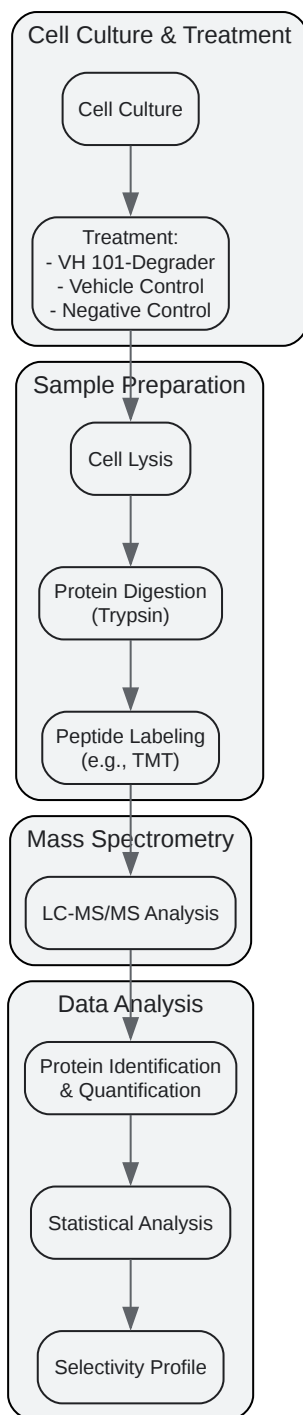 Cell Culture & Treatment
Cell Culture
Treatment:
- VH 101-Degrader
- Vehicle Control
- Negative Control
Sample Preparation
Cell Lysis
Protein Digestion
(Trypsin)
Peptide Labeling
(e.g., TMT)
Mass Spectrometry
LC-MS/MS Analysis
Data Analysis
Protein Identification
& Quantification
Statistical Analysis
Selectivity Profile